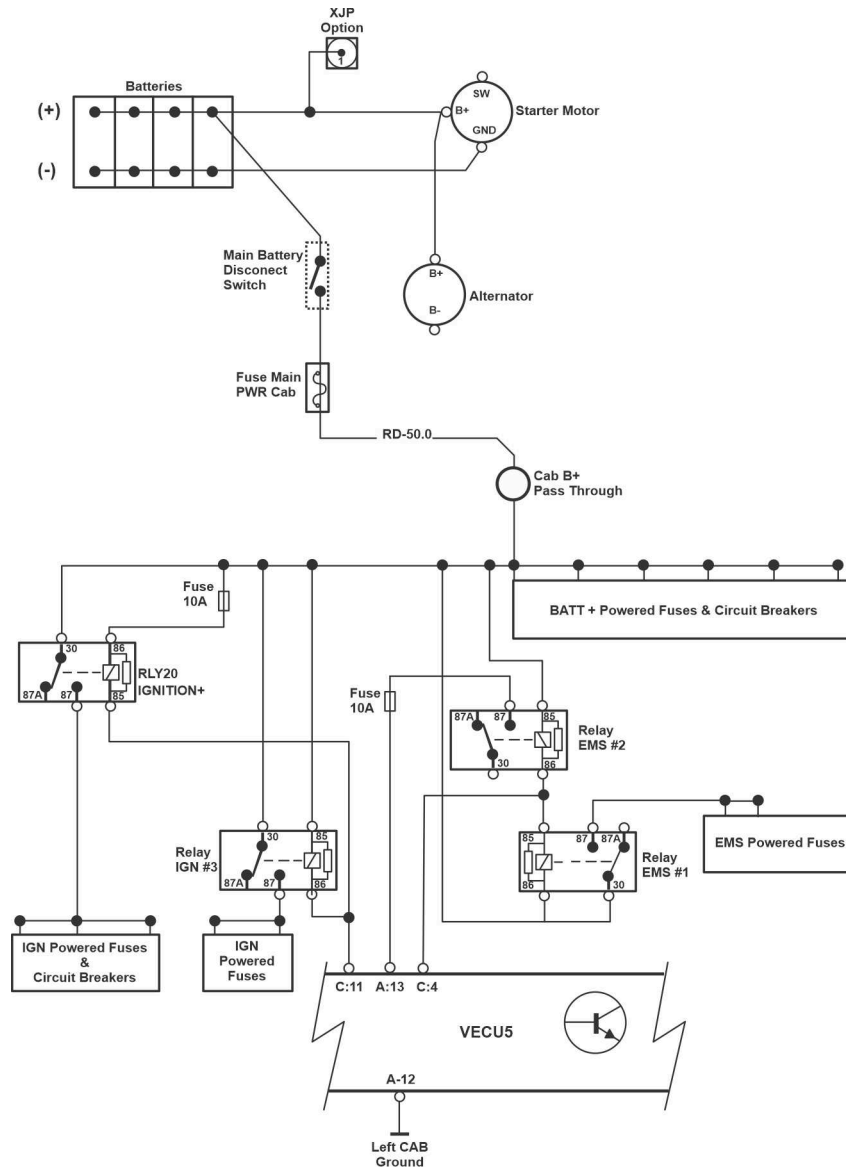 XJP
Option
1
Batteries
(+)
(-)
SW
B+
GND
Starter Motor
Main Battery
Disconect
Switch
B+
B-
Alternator
Fuse Main
PWR Cab
RD-50.0
Cab B+
Pass Through
Fuse
10A
BATT + Powered Fuses & Circuit Breakers
30
86
87A
87
85
RLY20
IGNITION+
Fuse
10A
87A
87
85
30
86
Relay
EMS #2
30
85
87A
87
86
Relay
IGN #3
85
87
87A
86
30
Relay
EMS #1
EMS Powered Fuses
IGN Powered Fuses
&
Circuit Breakers
IGN
Powered
Fuses
C:11
A:13
C:4
VECU5
A-12
Left CAB
Ground